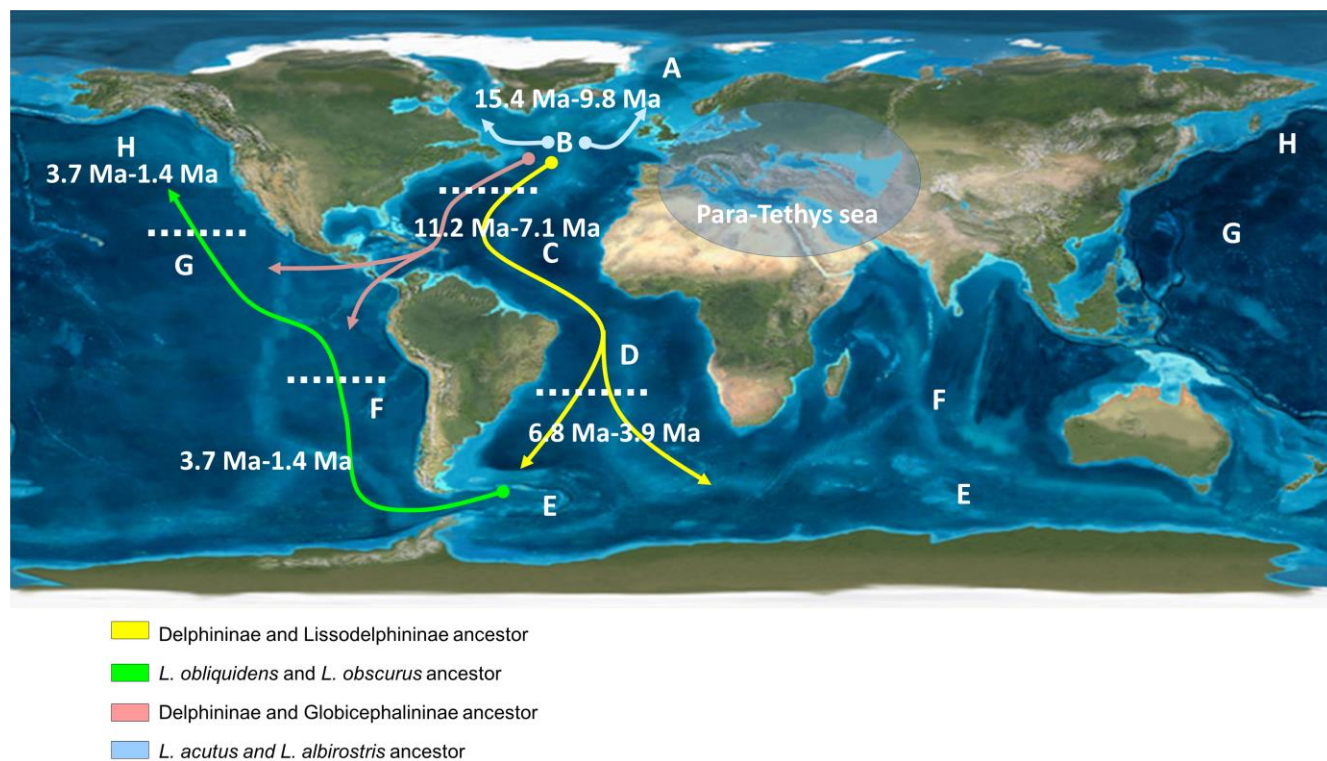 A
15.4 Ma-9.8 Ma
B
H
H
3.7 Ma-1.4 Ma
Para-Tethys sea
11.2 Ma-7.1 Ma
G
C
G
D
F
F
6.8 Ma-3.9 Ma
3.7 Ma-1.4 Ma
E
E
Delphininae and Lissodelphininae ancestor
L. obliquidens and L. obscurus ancestor
Delphininae and Globicephalininae ancestor
L. acutus and L. albirostris ancestor